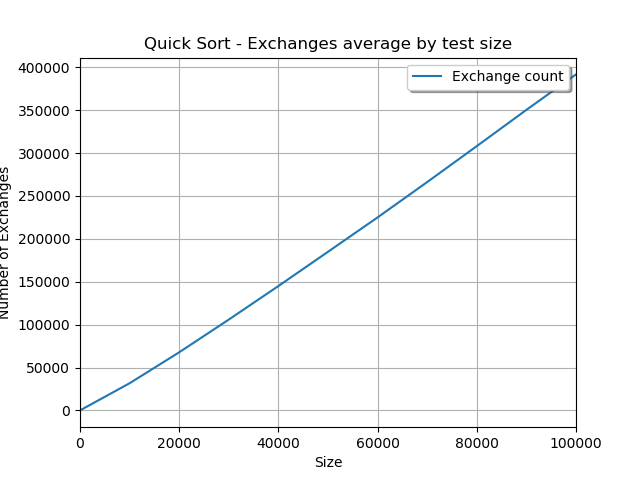 Quick Sort - Exchanges average by test size
Exchange count
400000
350000
300000
250000
200000
150000
100000
50000
0
Number of Exchanges
0 20000 40000 60000 80000 100000
Size